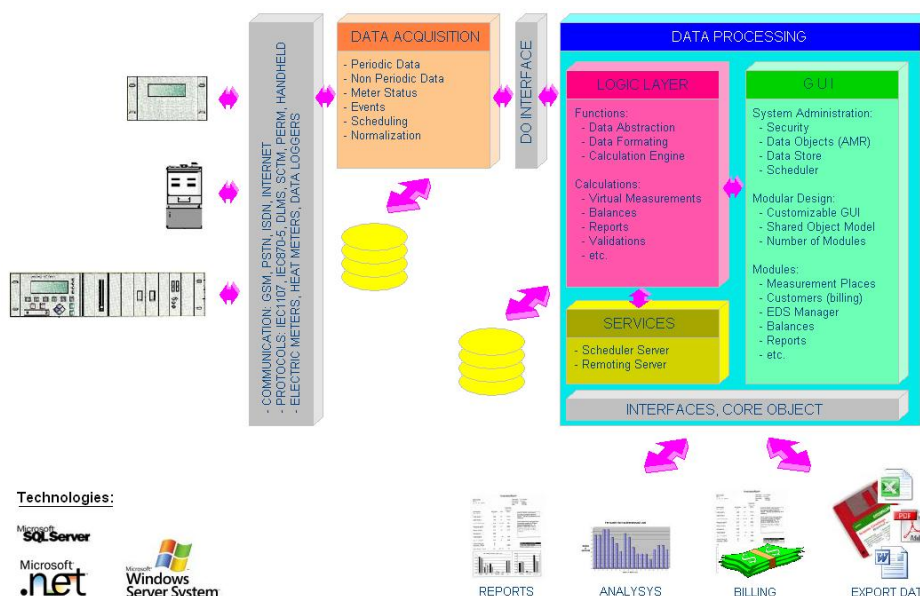 DATA ACQUISITION
- Periodic Data
- Non Periodic Data
- Meter Status
- Events
- Scheduling
- Normalization
- COMMUNICATION: GSM, PSTN, ISDN, INTERNET
- PROTOCOLS: IEC1107, IEC870-5, DLMS, SCTM, PERM, HANDHELD
- ELECTRIC METERS, HEAT METERS, DATA LOGGERS
DO INTERFACE
DATA PROCESSING
LOGIC LAYER
Functions:
- Data Abstraction
- Data Formating
- Calculation Engine
Calculations:
- Virtual Measurements
- Balances
- Reports
- Validations
- etc.
G U I
System Administration:
- Security
- Data Objects (AMR)
- Data Store
- Scheduler
Modular Design:
- Customizable GUI
- Shared Object Model
- Number of Modules
Modules:
- Measurement Places
- Customers (billing)
- EDS Manager
- Balances
- Reports
- etc.
SERVICES
- Scheduler Server
- Remoting Server
INTERFACES, CORE OBJECT
Technologies:
Microsoft
SQL Server
Microsoft
.net
Microsoft
Windows
Server System
PDF
REPORTS
ANALYSYS
BILLING
EXPORT DAT